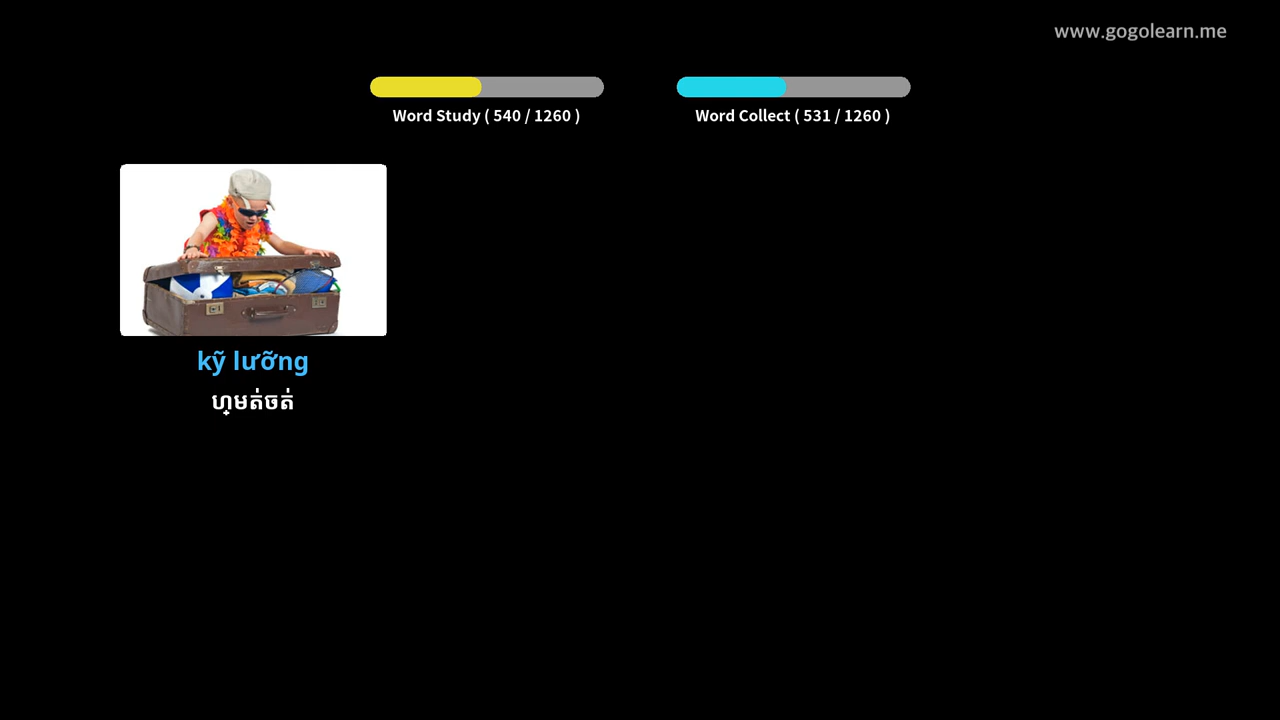 www.gogolearn.me
Word Study ( 540 / 1260 )
Word Collect ( 531 / 1260 )
kỹ lưỡng
ហ្មត់ចត់